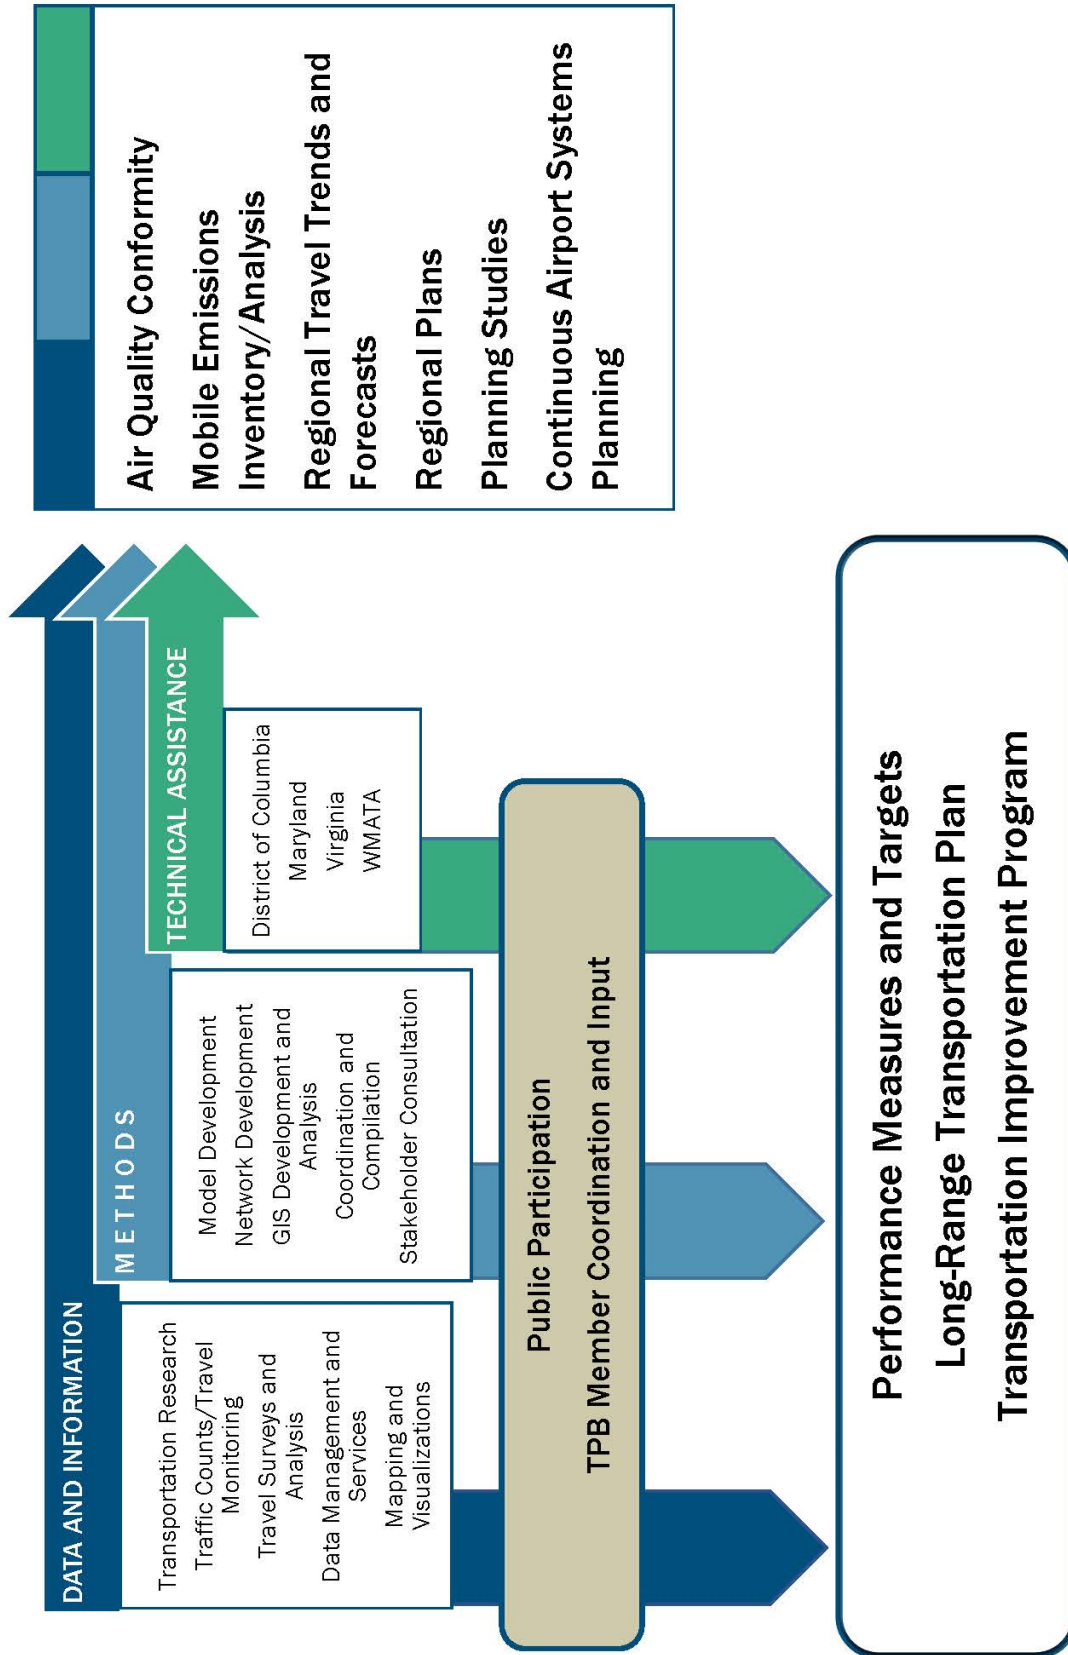 DATA AND INFORMATION
Transportation Research
Traffic Counts/Travel
Monitoring
Travel Surveys and
Analysis
Data Management and
Services
Mapping and
Visualizations
METHODS
Model Development
Network Development
GIS Development and
Analysis
Coordination and
Compilation
Stakeholder Consultation
TECHNICAL ASSISTANCE
District of Columbia
Maryland
Virginia
WMATA
Air Quality Conformity
Mobile Emissions
Inventory/Analysis
Regional Travel Trends and
Forecasts
Regional Plans
Planning Studies
Continuous Airport Systems
Planning
Public Participation
TPB Member Coordination and Input
Performance Measures and Targets
Long-Range Transportation Plan
Transportation Improvement Program